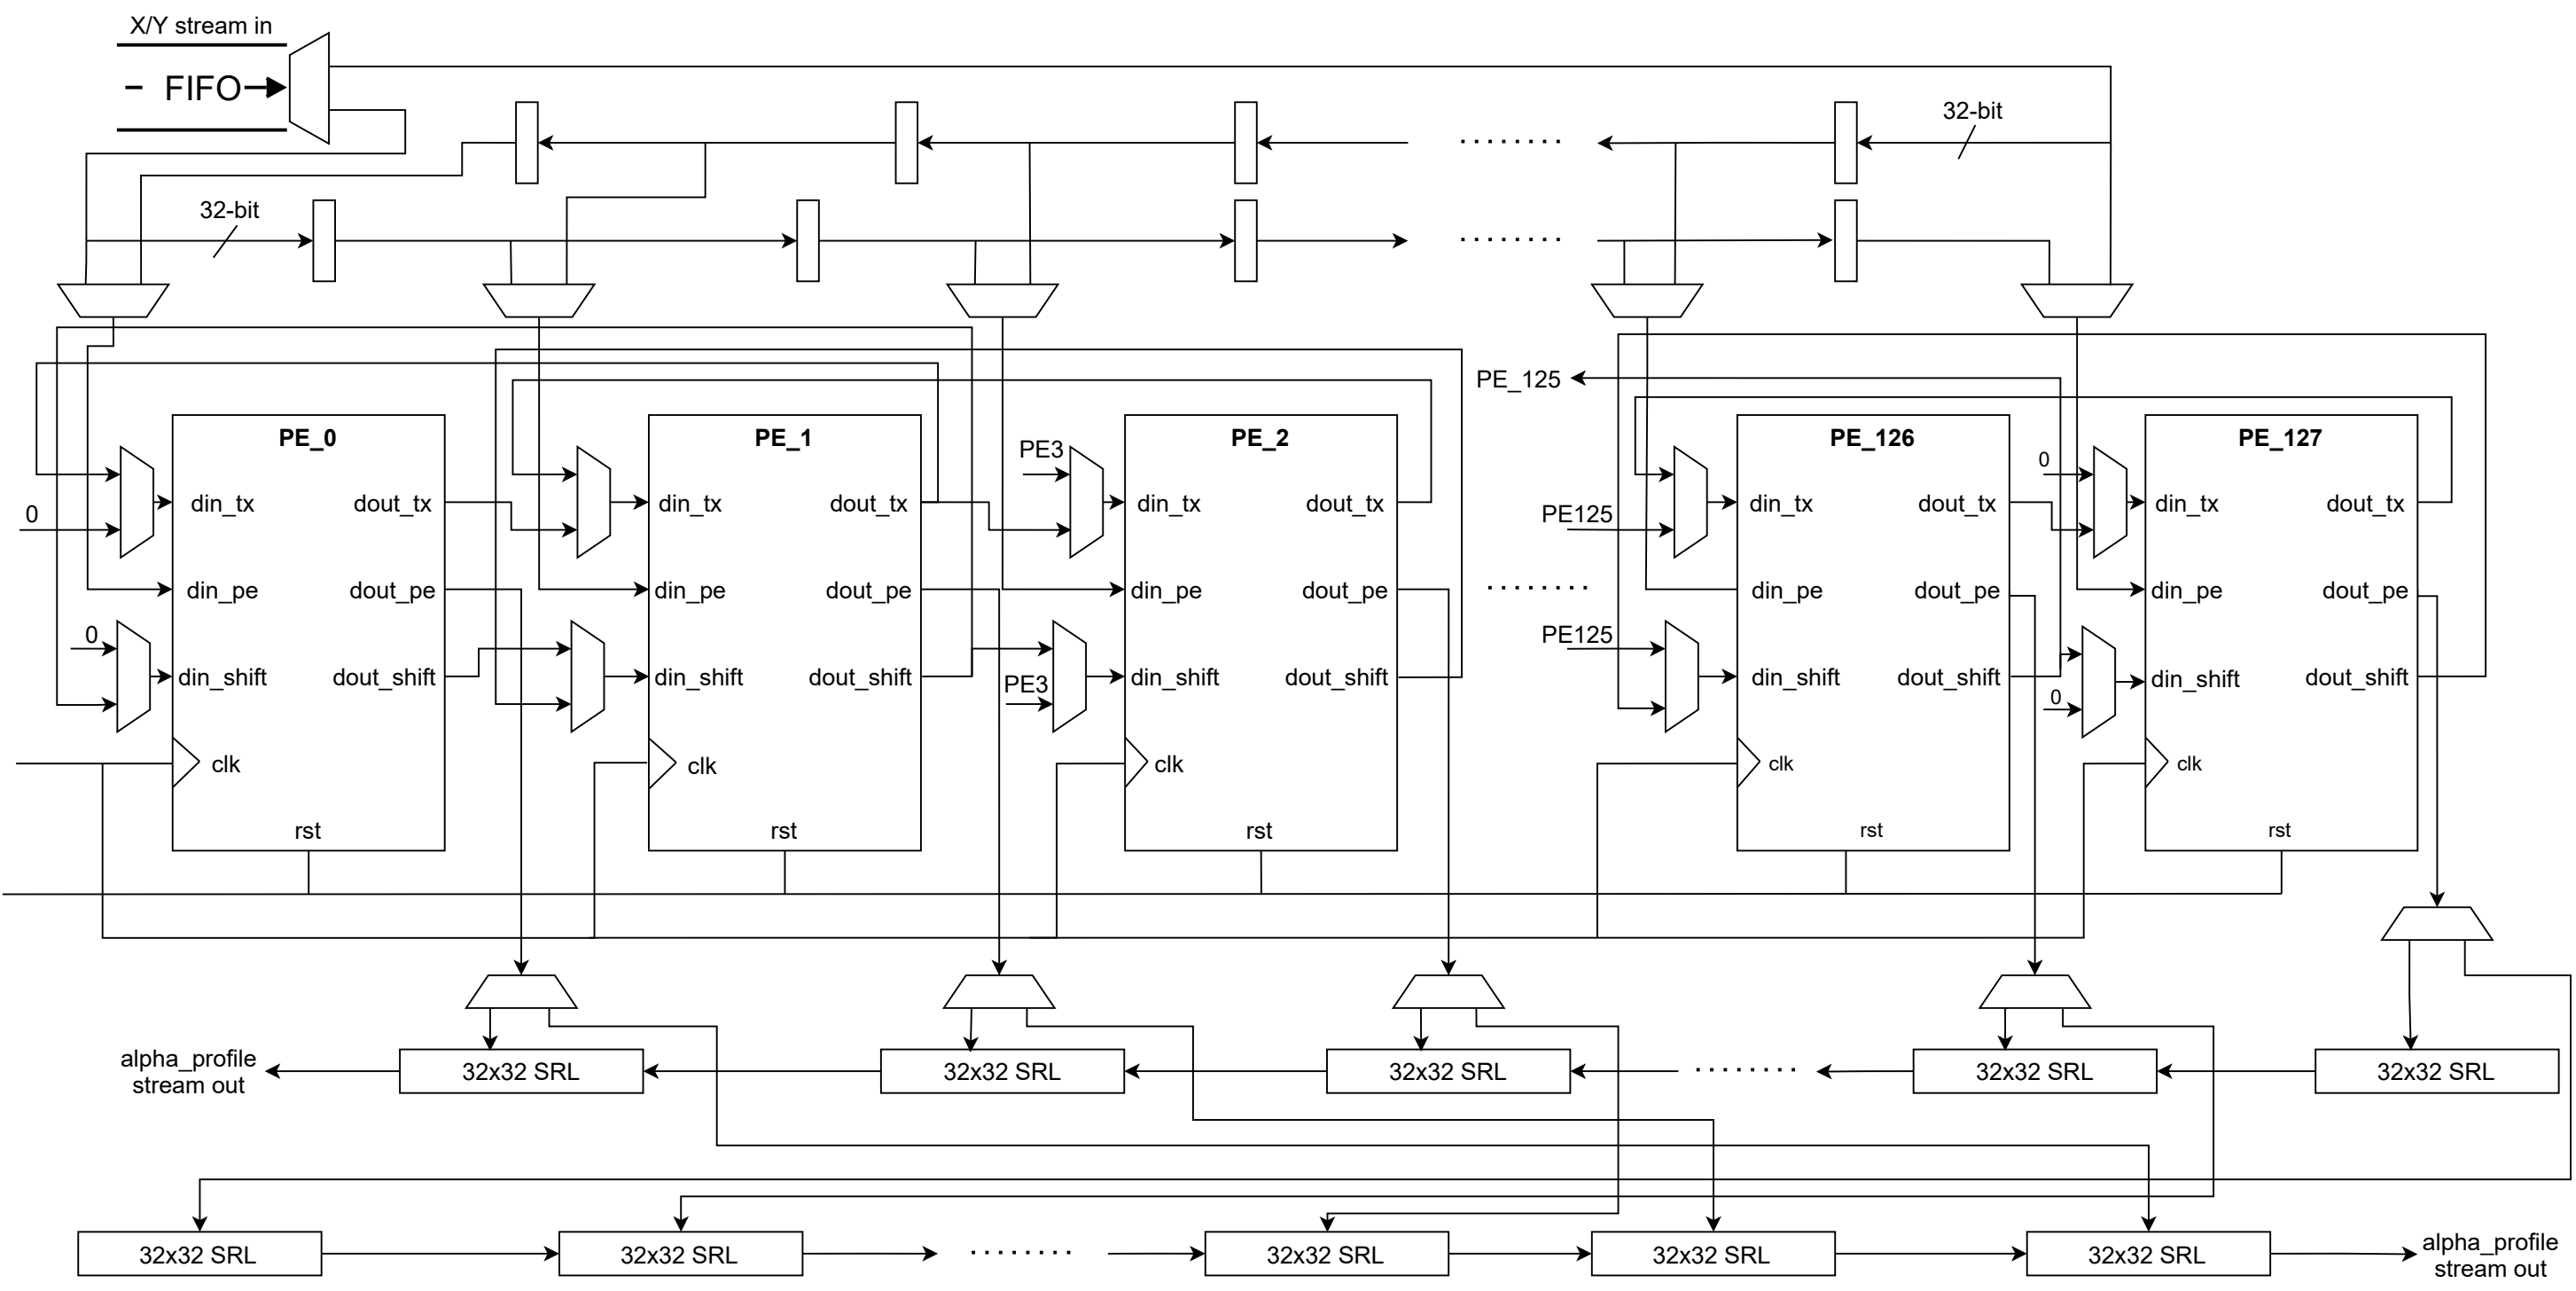 X/Y stream in
FIFO
32-bit
32-bit
PE_125
PE_0
PE_1
PE_2
PE_126
PE_127
PE3
0
din_tx
dout_tx
din_tx
dout_tx
din_tx
dout_tx
din_tx
dout_tx
din_tx
dout_tx
0
PE125
din_pe
dout_pe
din_pe
dout_pe
din_pe
dout_pe
din_pe
dout_pe
din_pe
dout_pe
0
PE125
din_shift
dout_shift
din_shift
dout_shift
PE3
din_shift
dout_shift
din_shift
dout_shift
0
din_shift
dout_shift
clk
clk
clk
clk
clk
rst
rst
rst
rst
rst
alpha_profile
stream out
32x32 SRL
32x32 SRL
32x32 SRL
32x32 SRL
32x32 SRL
32x32 SRL
32x32 SRL
32x32 SRL
32x32 SRL
32x32 SRL
alpha_profile
stream out